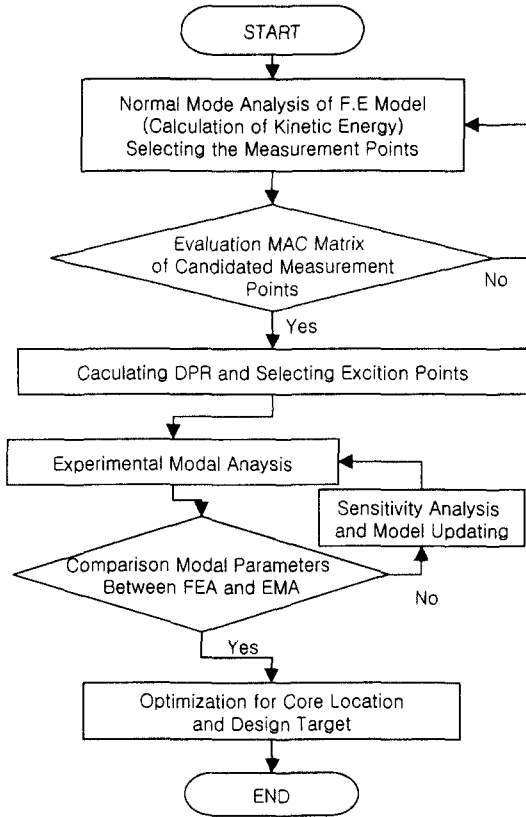 START
Normal Mode Analysis of F.E Model
(Calculation of Kinetic Energy)
Selecting the Measurement Points
Evaluation MAC Matrix
of Candidated Measurement
Points
No
Yes
Caculating DPR and Selecting Excition Points
Experimental Modal Anaysis
Sensitivity Analysis
and Model Updating
Comparison Modal Parameters
Between FEA and EMA
No
Yes
Optimization for Core Location
and Design Target
END